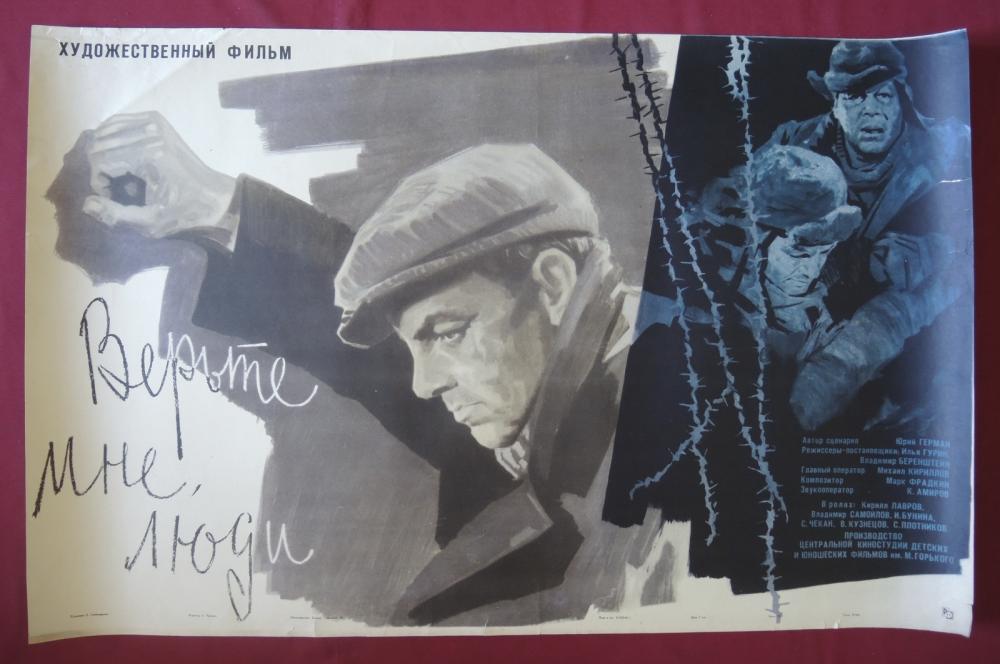 ХУДОЖЕСТВЕННЫЙ ФИЛЬМ
Верьте
мне,
люди
Автор сценария Юрий ГЕРМАН
Режиссеры-постановщики: Илья ГУРИН,
Владимир БЕРЕНШТЕЙН
Главный оператор Михаил КИРИЛЛОВ
Композитор Марк ФРАДКИН
Звукооператор К. АМИРОВ
В ролях: Кирилл ЛАВРОВ,
Владимир САМОЙЛОВ, И. БУНИНА,
С. ЧЕКАН, В. КУЗНЕЦОВ, С. ПЛОТНИКОВ
ПРОИЗВОДСТВО
ЦЕНТРАЛЬНОЙ КИНОСТУДИИ ДЕТСКИХ
И ЮНОШЕСКИХ ФИЛЬМОВ им. М. ГОРЬКОГО